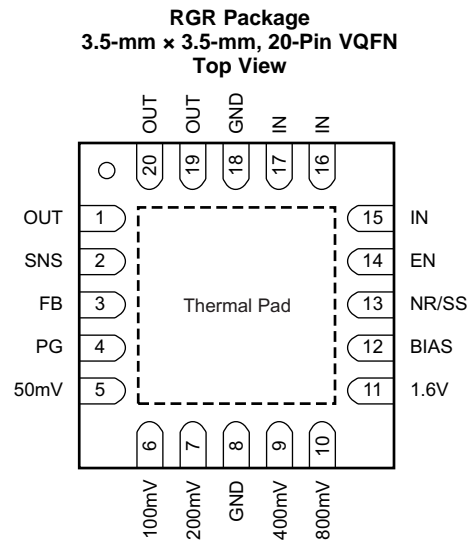 RGR Package
3.5-mm × 3.5-mm, 20-Pin VQFN
Top View
OUT OUT GND IN IN
20 19 18 17 16
OUT 1 15 IN
SNS 2 14 EN
FB 3 Thermal Pad 13 NR/SS
PG 4 12 BIAS
50mV 5 11 1.6V
6 7 8 9 10
100mV 200mV GND 400mV 800mV